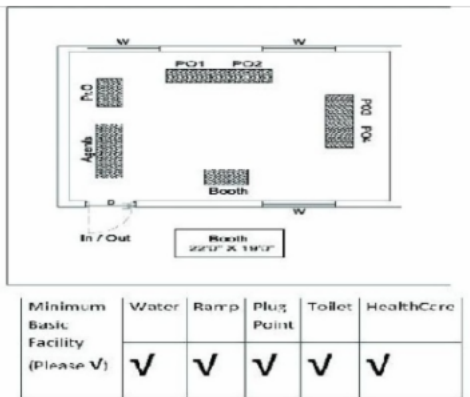 W W
PO1 PO2
PrO
PO3
PO4
Agents
Booth
D
W
In / Out
Booth
22'0" X 19'0"
Minimum Basic Facility (Please √) Water Ramp Plug Point Toilet HealthCare
√ √ √ √ √